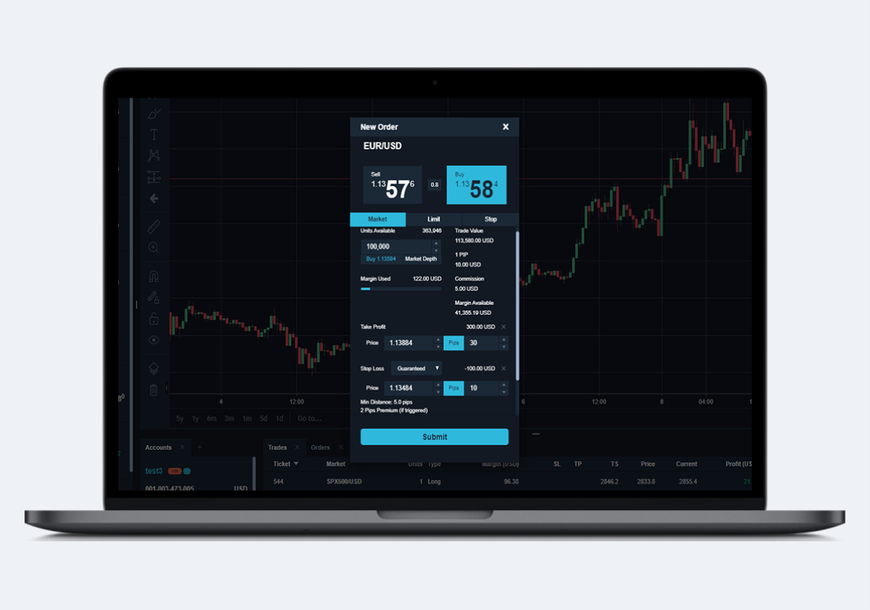 New Order X
EUR/USD
Sell
1.13 57 6
0.8
Buy
1.13 58 4
Market Limit Stop
Units Available 363,946
100,000
Buy 1.13584 Market Depth
Margin Used 122.00 USD
Trade Value
113,580.00 USD
1 PIP
10.00 USD
Commission
5.00 USD
Margin Available
41,355.19 USD
Take Profit 300.00 USD ×
Price 1.13884 Pips 30
Stop Loss Guaranteed -100.00 USD ×
Price 1.13484 Pips 10
Min Distance: 5.0 pips
2 Pips Premium (if triggered)
Submit
4 12:00 6 12:00 8 04:00
5y 1y 6m 3m 1m 5d 1d Go to...
Accounts ×
test3
001-003-473-005 USD
Trades × Orders ×
Ticket Market Units Type Margin (USD) SL TP TS Price Current Profit (US
544 SPX500/USD 1 Long 96.38 2846.2 2833.8 2855.4